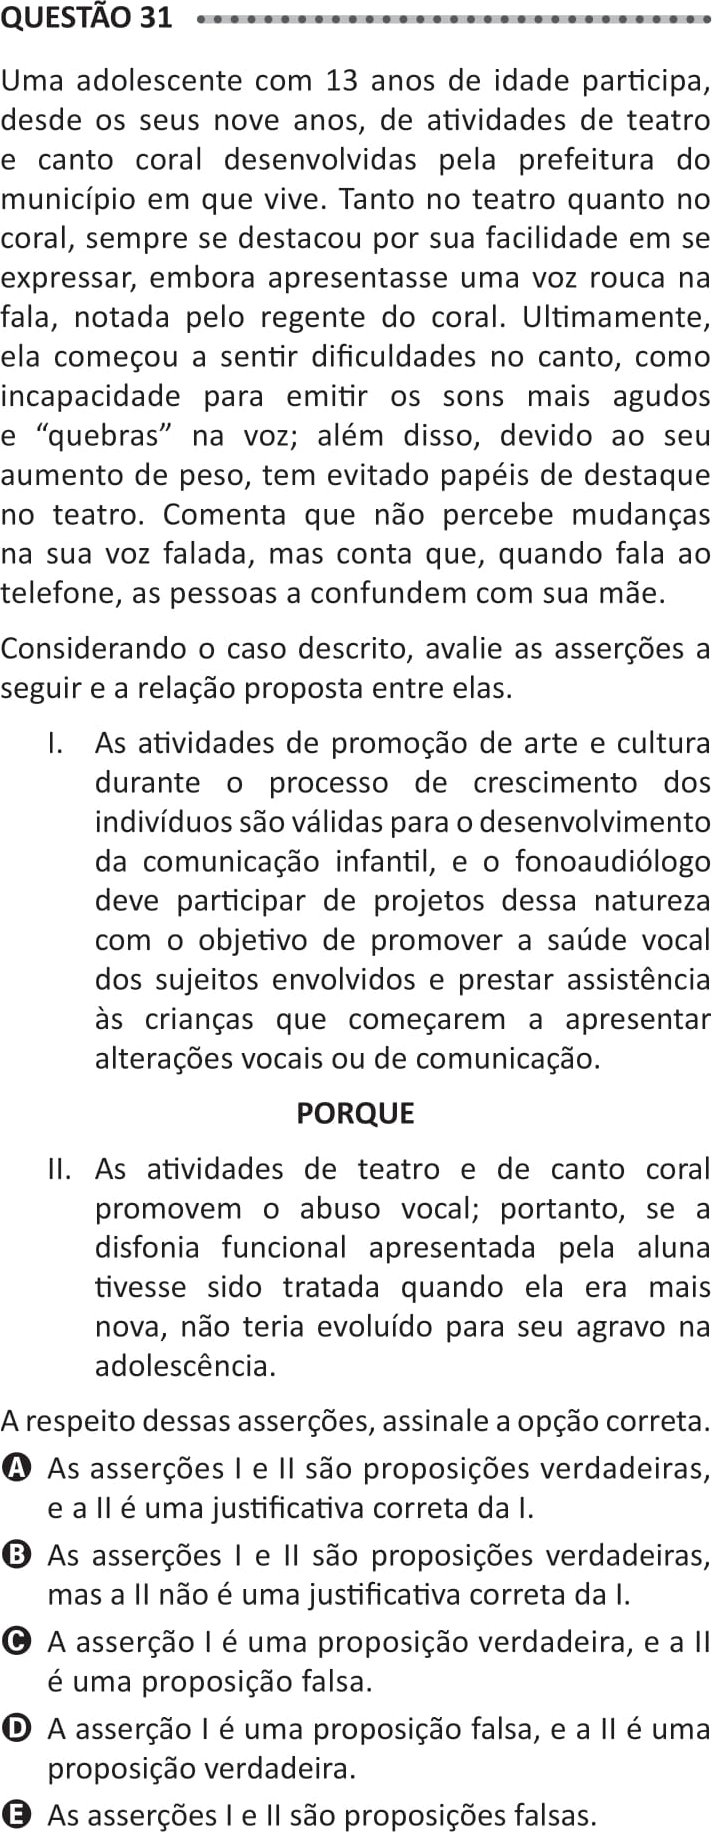 QUESTÃO 31
Uma adolescente com 13 anos de idade participa,
desde os seus nove anos, de atividades de teatro
e canto coral desenvolvidas pela prefeitura do
município em que vive. Tanto no teatro quanto no
coral, sempre se destacou por sua facilidade em se
expressar, embora apresentasse uma voz rouca na
fala, notada pelo regente do coral. Ultimamente,
ela começou a sentir dificuldades no canto, como
incapacidade para emitir os sons mais agudos
e “quebras” na voz; além disso, devido ao seu
aumento de peso, tem evitado papéis de destaque
no teatro. Comenta que não percebe mudanças
na sua voz falada, mas conta que, quando fala ao
telefone, as pessoas a confundem com sua mãe.
Considerando o caso descrito, avalie as asserções a
seguir e a relação proposta entre elas.
I. As atividades de promoção de arte e cultura
durante o processo de crescimento dos
indivíduos são válidas para o desenvolvimento
da comunicação infantil, e o fonoaudiólogo
deve participar de projetos dessa natureza
com o objetivo de promover a saúde vocal
dos sujeitos envolvidos e prestar assistência
às crianças que começarem a apresentar
alterações vocais ou de comunicação.
PORQUE
II. As atividades de teatro e de canto coral
promovem o abuso vocal; portanto, se a
disfonia funcional apresentada pela aluna
tivesse sido tratada quando ela era mais
nova, não teria evoluído para seu agravo na
adolescência.
A respeito dessas asserções, assinale a opção correta.
A As asserções I e II são proposições verdadeiras,
e a II é uma justificativa correta da I.
B As asserções I e II são proposições verdadeiras,
mas a II não é uma justificativa correta da I.
C A asserção I é uma proposição verdadeira, e a II
é uma proposição falsa.
D A asserção I é uma proposição falsa, e a II é uma
proposição verdadeira.
E As asserções I e II são proposições falsas.